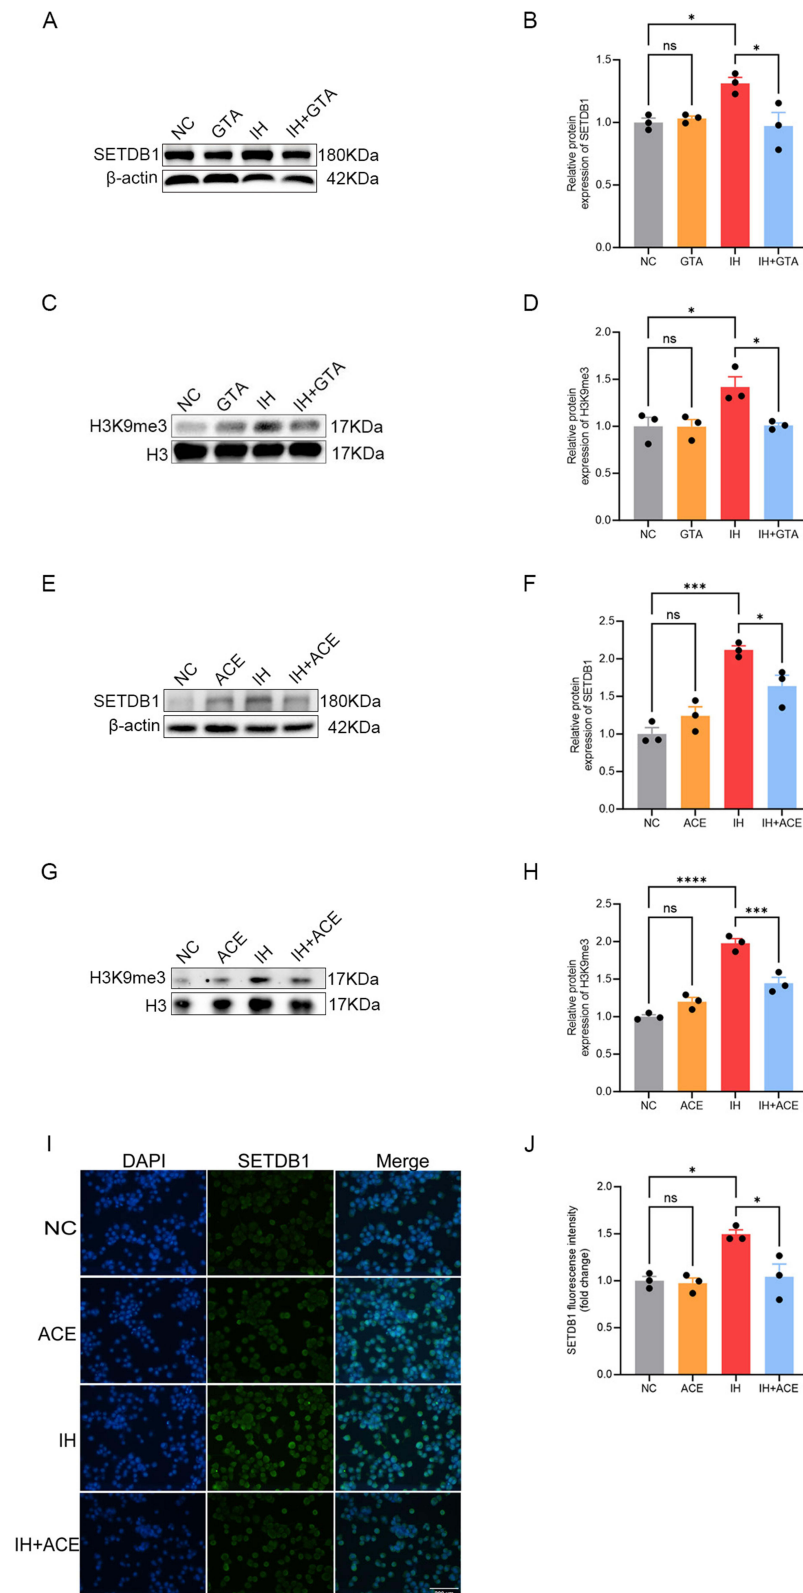 A
NC GTA IH IH+GTA
SETDB1 180KDa
β-actin 42KDa
B
Relative protein
expression of SETDB1
1.5
1.0
0.5
0.0
ns
*
*
NC GTA IH IH+GTA
C
NC GTA IH IH+GTA
H3K9me3 17KDa
H3 17KDa
D
Relative protein
expression of H3K9me3
2.0
1.5
1.0
0.5
0.0
ns
*
*
NC GTA IH IH+GTA
E
NC ACE IH IH+ACE
SETDB1 180KDa
β-actin 42KDa
F
Relative protein
expression of SETDB1
2.5
2.0
1.5
1.0
0.5
0.0
ns
***
*
NC ACE IH IH+ACE
G
NC ACE IH IH+ACE
H3K9me3 17KDa
H3 17KDa
H
Relative protein
expression of H3K9me3
2.5
2.0
1.5
1.0
0.5
0.0
ns
****
***
NC ACE IH IH+ACE
I
DAPI SETDB1 Merge
NC
ACE
IH
IH+ACE
J
SETDB1 fluorescense intensity
(fold change)
2.0
1.5
1.0
0.5
0.0
ns
*
*
NC ACE IH IH+ACE